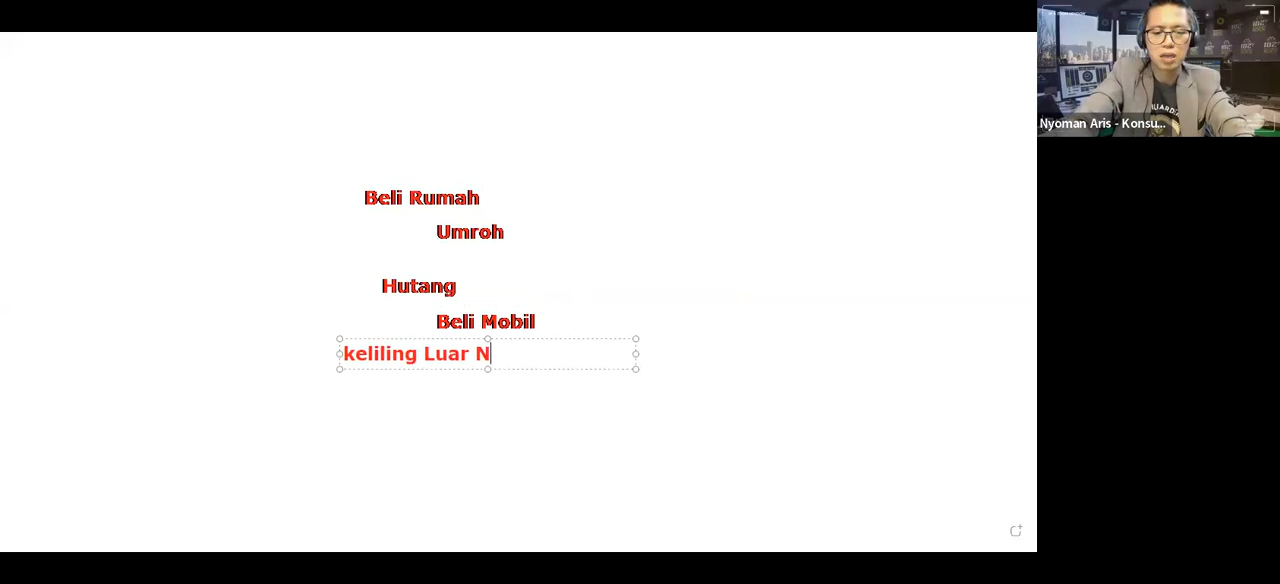 Nyoman Aris - Konsu...
Beli Rumah
Umroh
Hutang
Beli Mobil
keliling Luar N